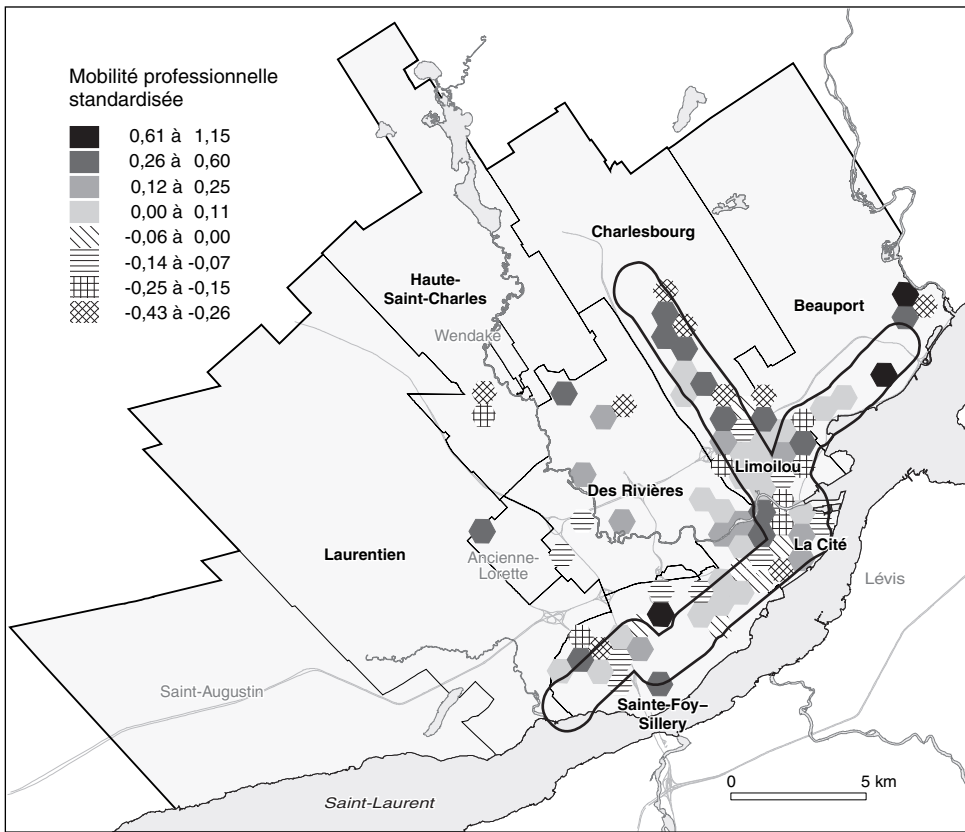 Mobilité professionnelle
standardisée
0,61 à 1,15
0,26 à 0,60
0,12 à 0,25
0,00 à 0,11
-0,06 à 0,00
-0,14 à -0,07
-0,25 à -0,15
-0,43 à -0,26
Charlesbourg
Haute-
Saint-Charles
Beauport
Wendake
Limoilou
Des Rivières
La Cité
Laurentien
Ancienne-
Lorette
Lévis
Saint-Augustin
Sainte-Foy–
Sillery
0 5 km
Saint-Laurent